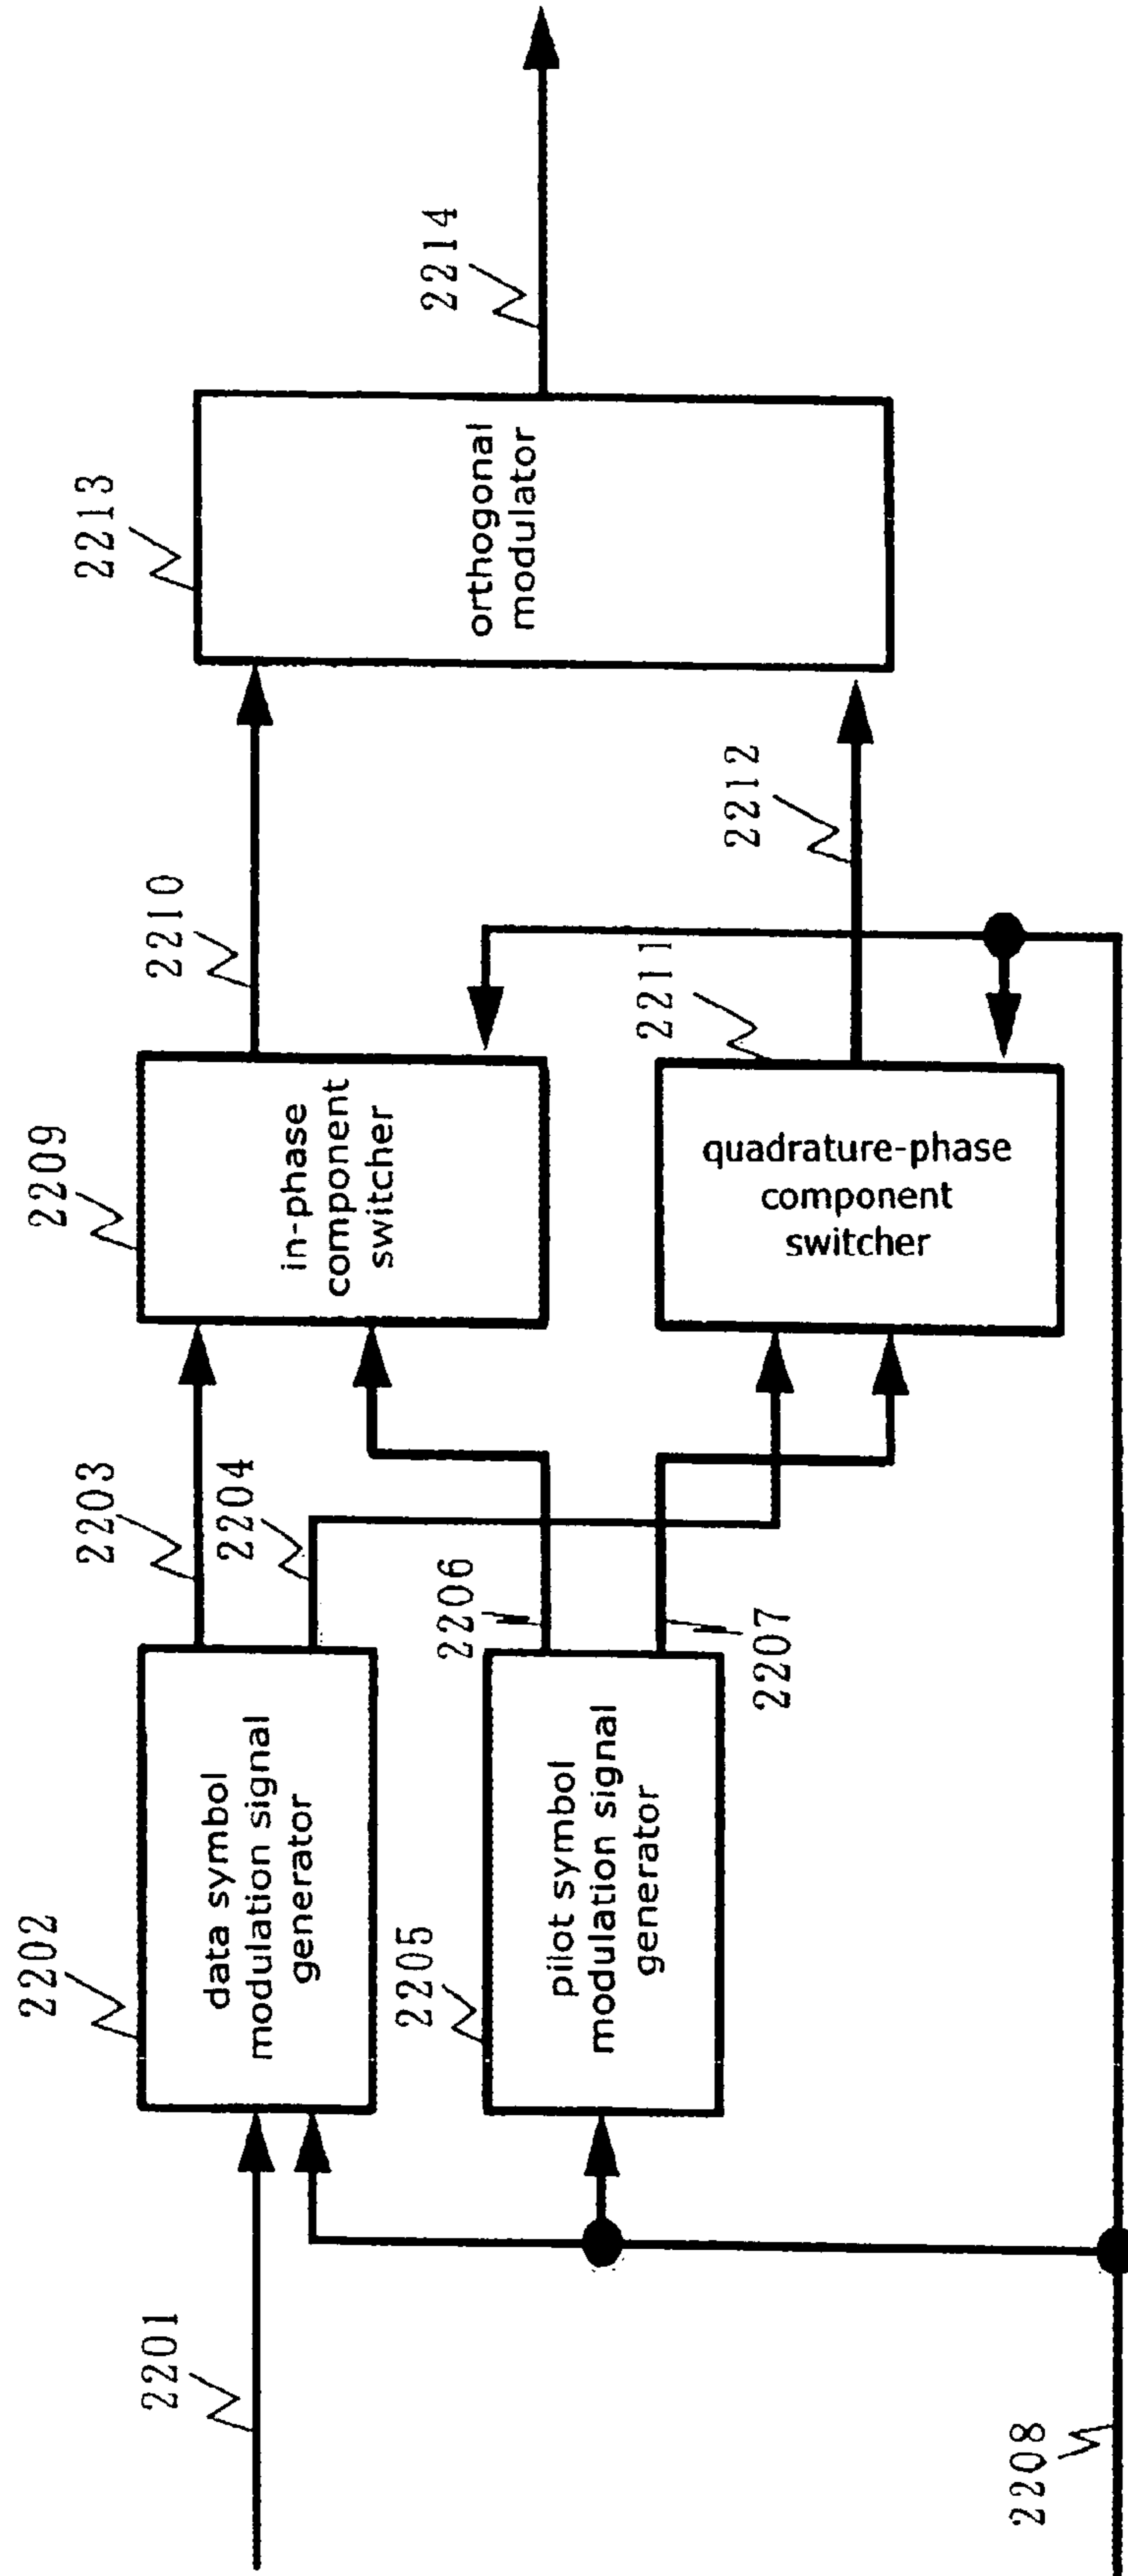 2201
2202
data symbol
modulation signal
generator
2203
2204
2205
pilot symbol
modulation signal
generator
2206
2207
2208
2209
in-phase
component
switcher
2210
2211
quadrature-phase
component
switcher
2212
2213
orthogonal
modulator
2214